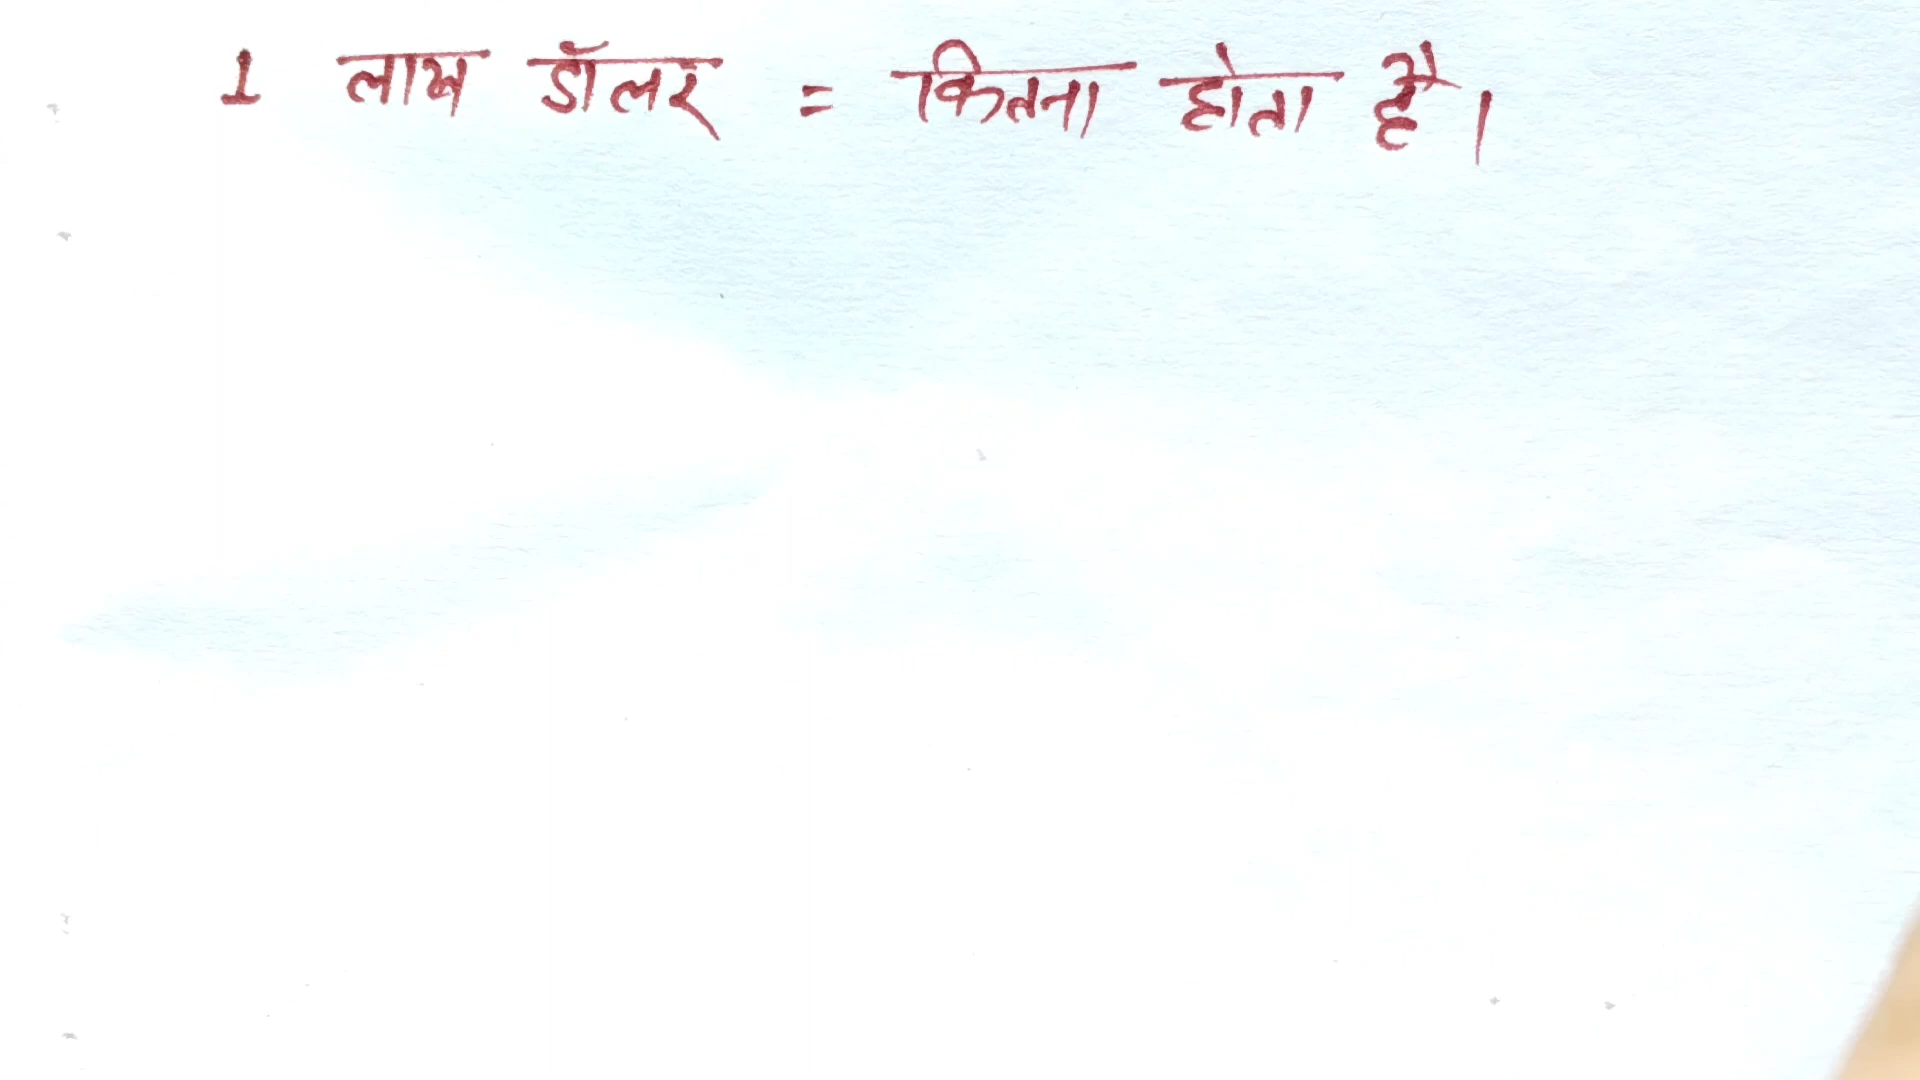 1 लाख डॉलर = कितना होता है।